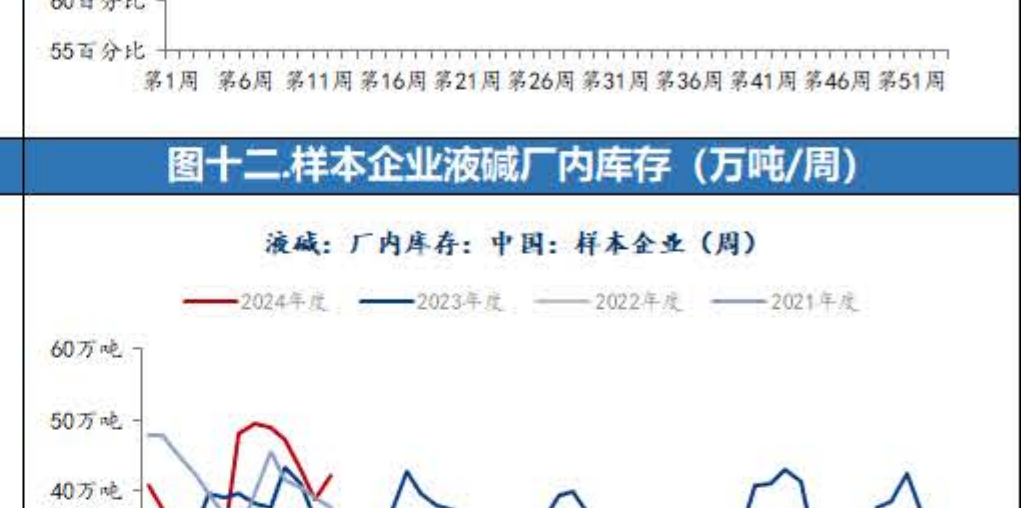 60百分比
55百分比
第1周 第6周 第11周 第16周 第21周 第26周 第31周 第36周 第41周 第46周 第51周
图十二.样本企业液碱厂内库存（万吨/周）
液碱：厂内库存：中国：样本企业（周）
2024年度 2023年度 2022年度 2021年度
60万吨
50万吨
40万吨